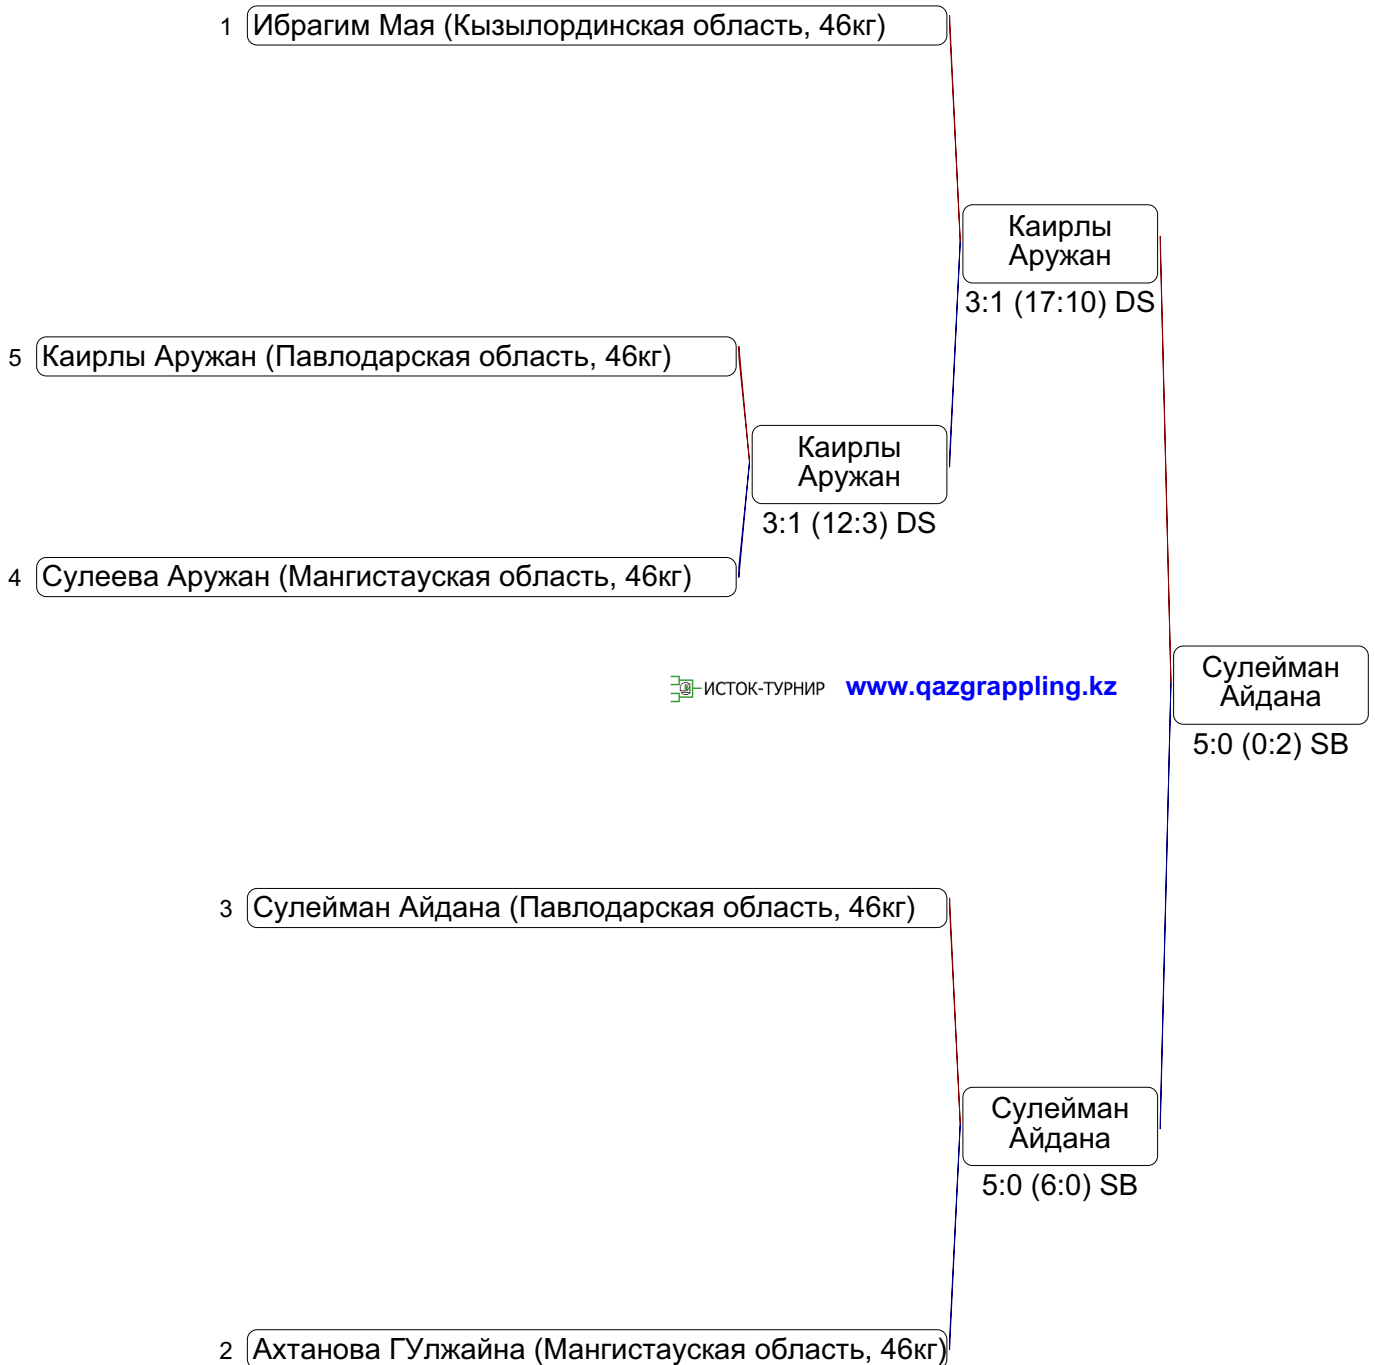 1 Ибрагим Мая (Кызылординская область, 46кг)
Каирлы
Аружан
3:1 (17:10) DS
5 Каирлы Аружан (Павлодарская область, 46кг)
Каирлы
Аружан
3:1 (12:3) DS
4 Сулеева Аружан (Мангистауская область, 46кг)
Сулейман
Айдана
5:0 (0:2) SB
ИСТОК-ТУРНИР www.qazgrappling.kz
3 Сулейман Айдана (Павлодарская область, 46кг)
Сулейман
Айдана
5:0 (6:0) SB
2 Ахтанова ГУлжайна (Мангистауская область, 46кг)